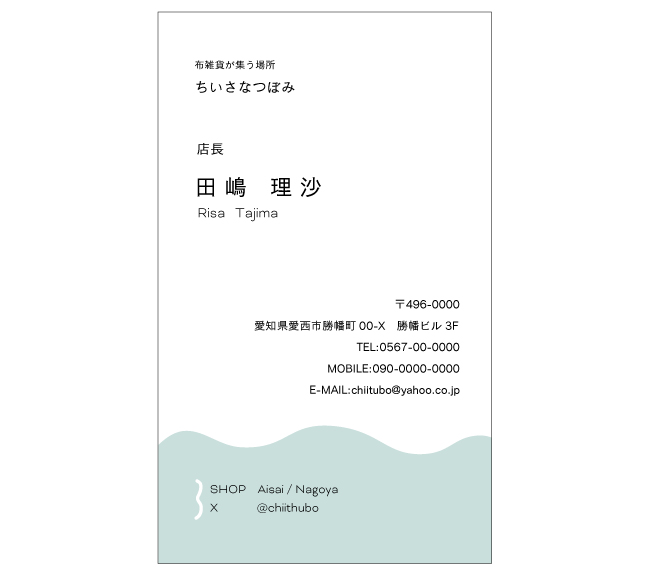 布雑貨が集う場所
ちいさなつぼみ
店長
田嶋　理沙
Risa Tajima
〒496-0000
愛知県愛西市勝幡町 00-X　勝幡ビル 3F
TEL:0567-00-0000
MOBILE:090-0000-0000
E-MAIL:chiitubo@yahoo.co.jp
SHOP Aisai / Nagoya
X @chiithubo